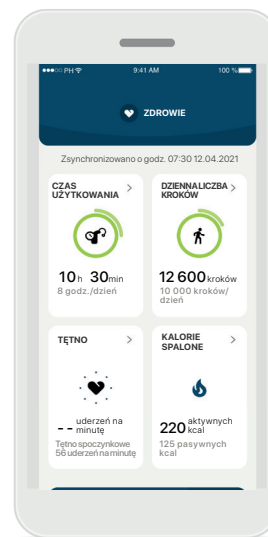 PH 9:41 AM 100 %
ZDROWIE
Zsynchronizowano o godz. 07:30 12.04.2021
CZAS
UŻYTKOWANIA >
10h 30min
8 godz./dzień
DZIENNALICZBA >
KROKÓW
12 600 kroków
10 000 kroków/
dzień
TĘTNO >
-- uderzeń na
minutę
Tętno spoczynkowe
56 uderzeń na minutę
KALORIE >
SPALONE
220 aktywnych
kcal
125 pasywnych
kcal